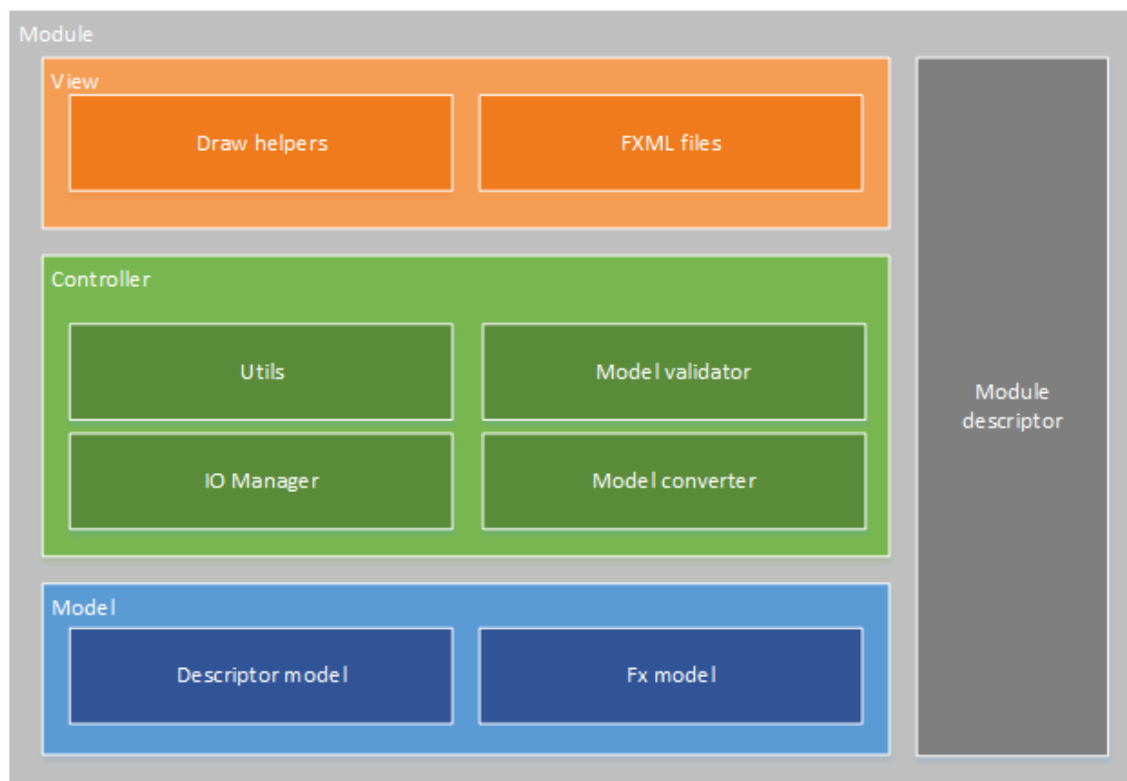 Module
View
Draw helpers
FXML files
Controller
Utils
Model validator
IO Manager
Model converter
Model
Descriptor model
Fx model
Module
descriptor